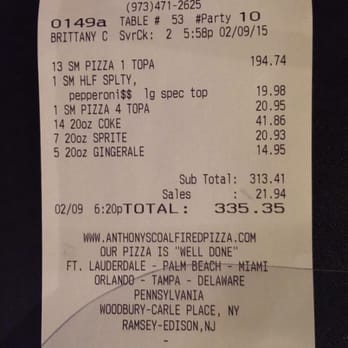 (973)471-2625
0149a TABLE # 53 #Party 10
BRITTANY C SvrCk: 2 5:58p 02/09/15
13 SM PIZZA 1 TOPA 194.74
1 SM HLF SPLTY,
pepperoni$$ lg spec top 19.98
1 SM PIZZA 4 TOPA 20.95
14 20oz COKE 41.86
7 20oz SPRITE 20.93
5 20oz GINGERALE 14.95
Sub Total: 313.41
Sales : 21.94
02/09 6:20pTOTAL: 335.35
WWW.ANTHONYSCOALFIREDPIZZA.COM
OUR PIZZA IS "WELL DONE"
FT. LAUDERDALE - PALM BEACH - MIAMI
ORLANDO - TAMPA - DELAWARE
PENNSYLVANIA
WOODBURY-CARLE PLACE, NY
RAMSEY-EDISON,NJ
-